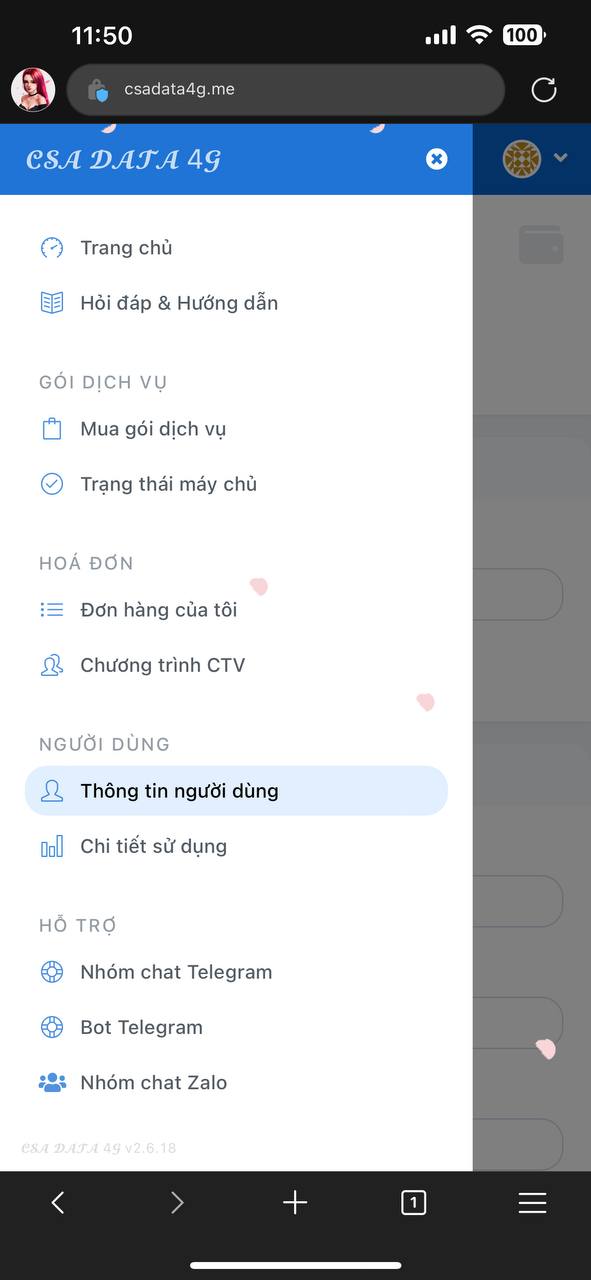 11:50
100
csadata4g.me
CSA DATA 4G
Trang chủ
Hỏi đáp & Hướng dẫn
GÓI DỊCH VỤ
Mua gói dịch vụ
Trạng thái máy chủ
HOÁ ĐƠN
Đơn hàng của tôi
Chương trình CTV
NGƯỜI DÙNG
Thông tin người dùng
Chi tiết sử dụng
HỖ TRỢ
Nhóm chat Telegram
Bot Telegram
Nhóm chat Zalo
CSA DATA 4G v2.6.18
1